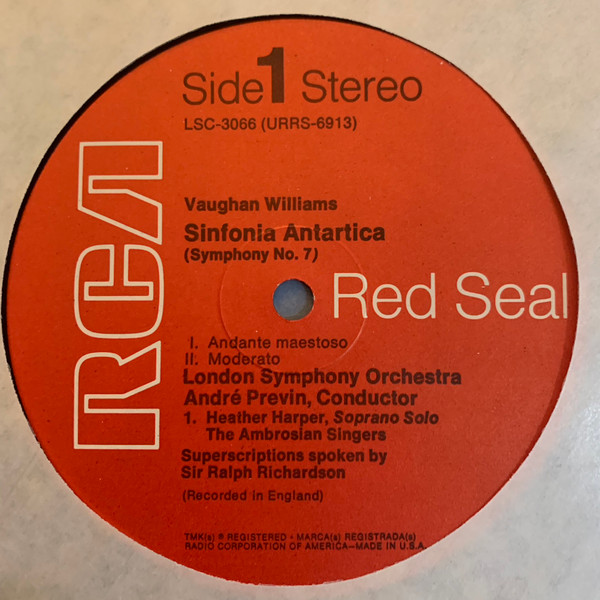 Side 1 Stereo
LSC-3066 (URRS-6913)
RCA
Vaughan Williams
Sinfonia Antartica
(Symphony No. 7)
Red Seal
I. Andante maestoso
II. Moderato
London Symphony Orchestra
André Previn, Conductor
1. Heather Harper, Soprano Solo
The Ambrosian Singers
Superscriptions spoken by
Sir Ralph Richardson
(Recorded in England)
TMK(s) ® REGISTERED • MARCA(s) REGISTRADA(s)
RADIO CORPORATION OF AMERICA—MADE IN U.S.A.